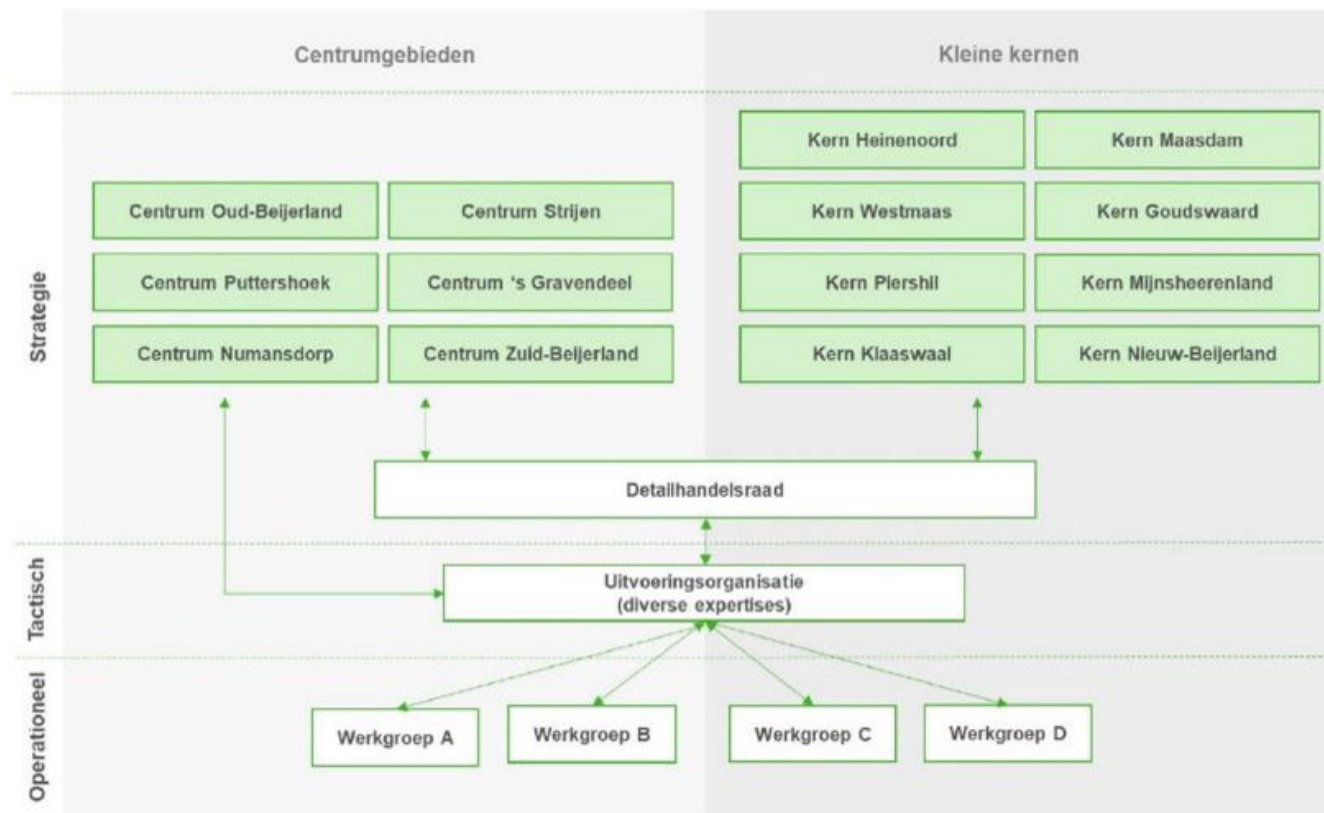 Centrumgebieden
Kleine kernen
Strategie
Kern Heinenoord
Kern Maasdam
Centrum Oud-Beijerland
Centrum Strijen
Kern Westmaas
Kern Goudswaard
Centrum Puttershoek
Centrum ‘s Gravendeel
Kern Piershil
Kern Mijnsheerenland
Centrum Numansdorp
Centrum Zuid-Beijerland
Kern Klaaswaal
Kern Nieuw-Beijerland
Detailhandelsraad
Tactisch
Uitvoeringsorganisatie
(diverse expertises)
Operationeel
Werkgroep A
Werkgroep B
Werkgroep C
Werkgroep D